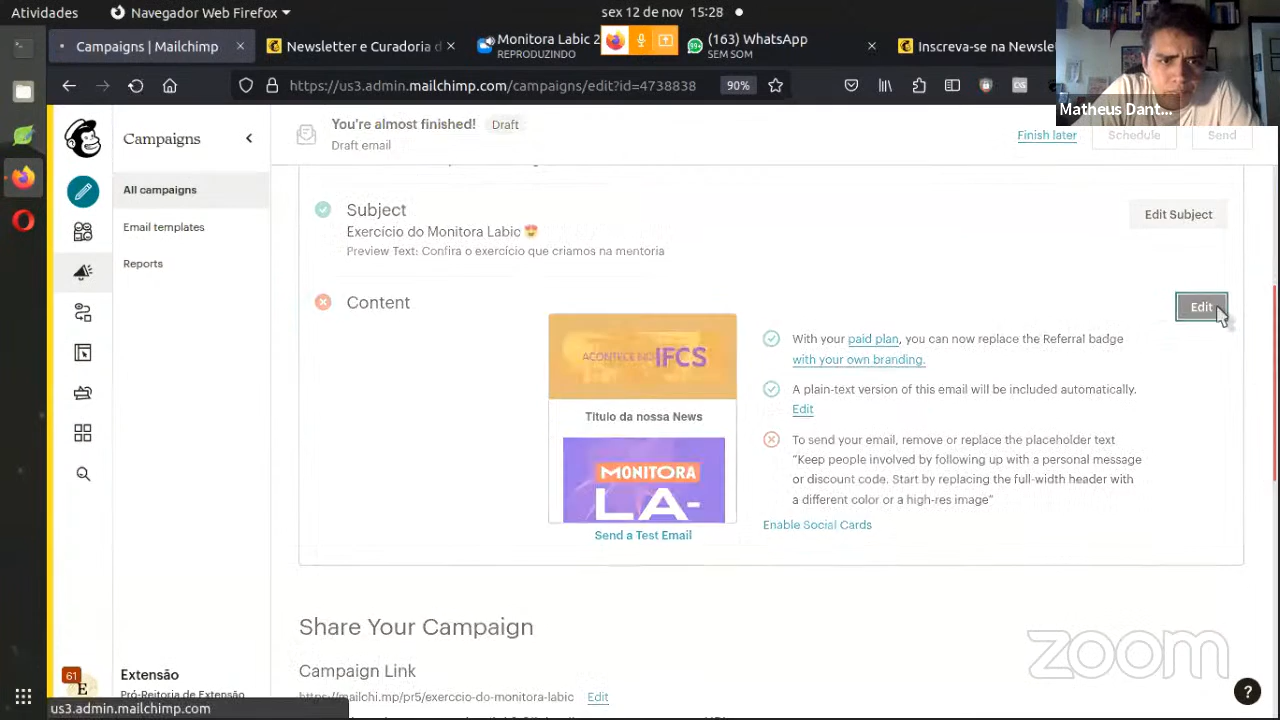 Atividades
Navegador Web Firefox
sex 12 de nov 15:28
Campaigns | Mailchimp
Newsletter e Curadoria d
Monitora Labic 2
REPRODUZINDO
(163) WhatsApp
SEM SOM
Inscreva-se na Newsle
https://us3.admin.mailchimp.com/campaigns/edit?id=4738838
90%
Matheus Dant...
Campaigns
You're almost finished!
Draft
Draft email
Finish later
Schedule
Send
All campaigns
Email templates
Reports
Subject
Exercício do Monitora Labic 😍
Preview Text: Confira o exercício que criamos na mentoria
Edit Subject
Content
Edit
ACONTECE NO IFCS
Titulo da nossa News
MONITORA
LA-
Send a Test Email
With your paid plan, you can now replace the Referral badge
with your own branding.
A plain-text version of this email will be included automatically.
Edit
To send your email, remove or replace the placeholder text
“Keep people involved by following up with a personal message
or discount code. Start by replacing the full-width header with
a different color or a high-res image”
Enable Social Cards
Share Your Campaign
Campaign Link
https://mailchi.mp/pr5/exerccio-do-monitora-labic
Edit
zoom
61
E
Extensão
Pró-Reitoria de Extensão
us3.admin.mailchimp.com
?